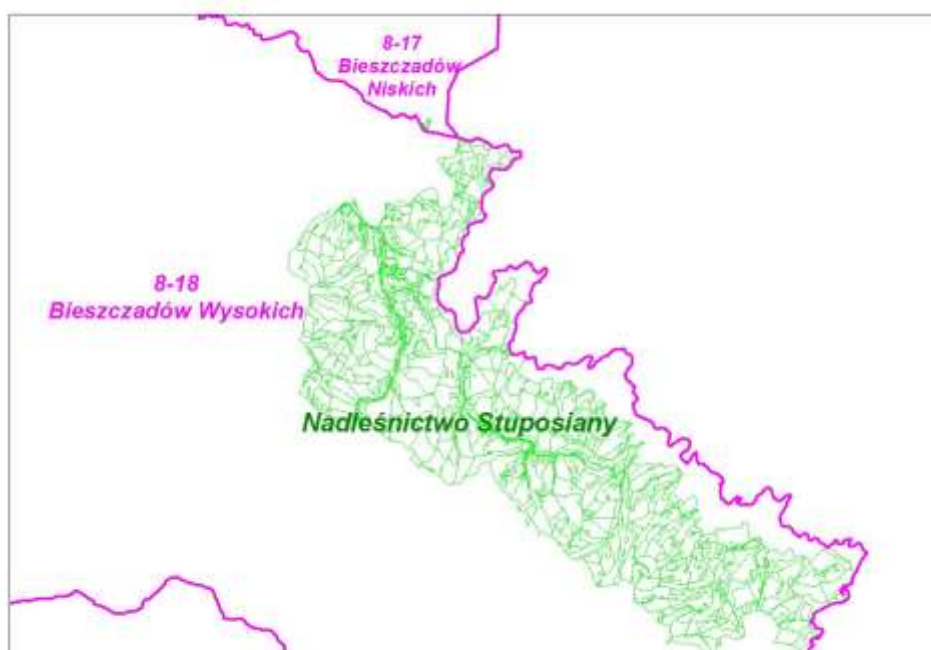 8-17
Bieszczadów
Niskich
8-18
Bieszczadów Wysokich
Nadleśnictwo Stuposiany